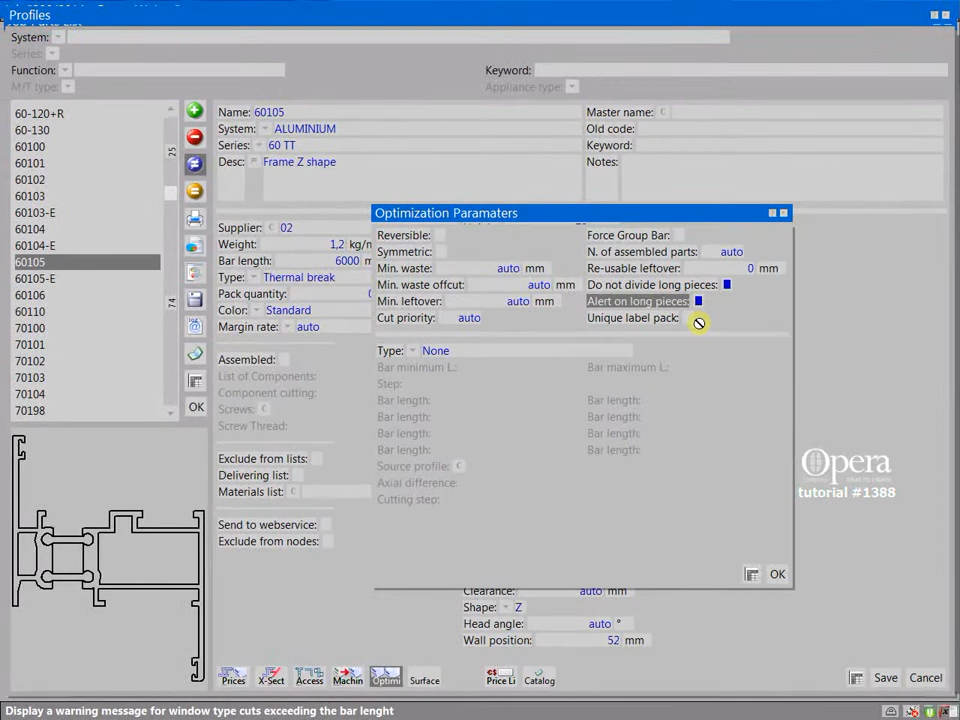 Profiles
System:
Series:
Function:
Keyword:
M/T type:
Appliance type:
60-120+R
60-130
60100
60101
60102
60103
60103-E
60104
60104-E
60105
60105-E
60106
60110
70100
70101
70102
70103
70104
70198
25
74
OK
Name: 60105
System: ALUMINIUM
Series: 60 TT
Desc: Frame Z shape
Master name:
Old code:
Keyword:
Notes:
Supplier: 02
Weight: 1,2 kg/m
Bar length: 6000
Type: Thermal break
Pack quantity:
Color: Standard
Margin rate: auto
Assembled:
List of Components:
Component cutting:
Screws:
Screw Thread:
Exclude from lists:
Delivering list:
Materials list:
Send to webservice:
Exclude from nodes:
Optimization Paramaters
Reversible:
Force Group Bar:
Symmetric:
N. of assembled parts: auto
Min. waste: auto mm
Re-usable leftover: 0 mm
Min. waste offcut: auto mm
Do not divide long pieces:
Min. leftover: auto mm
Alert on long pieces:
Cut priority: auto
Unique label pack:
Type: None
Bar minimum L.:
Bar maximum L.:
Step:
Bar length:
Bar length:
Bar length:
Bar length:
Bar length:
Bar length:
Bar length:
Bar length:
Source profile:
Axial difference:
Cutting step:
OK
Opera
tutorial #1388
Clearance: auto mm
Shape: Z
Head angle: auto °
Wall position: 52 mm
Prices
X-Sect
Access
Machin
Optimi
Surface
Price Li
Catalog
Save
Cancel
Display a warning message for window type cuts exceeding the bar lenght